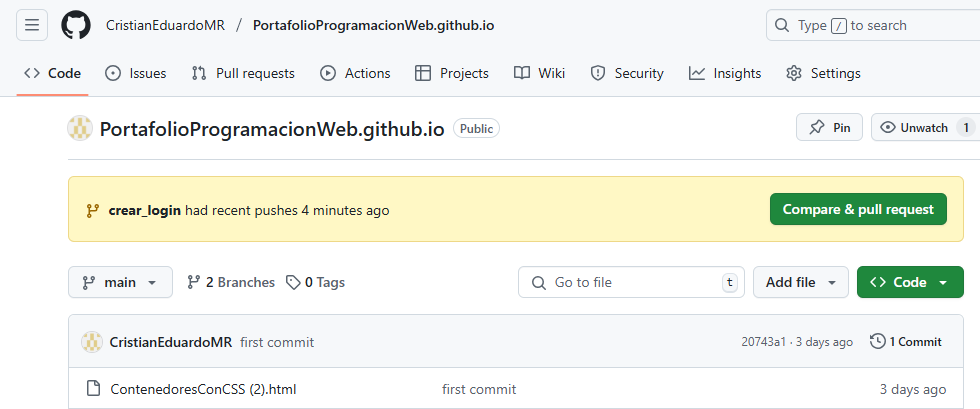 CristianEduardoMR / PortafolioProgramacionWeb.github.io
Type / to search
Code Issues Pull requests Actions Projects Wiki Security Insights Settings
PortafolioProgramacionWeb.github.io Public
Pin Unwatch 1
crear_login had recent pushes 4 minutes ago
Compare & pull request
main 2 Branches 0 Tags
Go to file t Add file Code
CristianEduardoMR first commit 20743a1 · 3 days ago 1 Commit
ContenedoresConCSS (2).html first commit 3 days ago